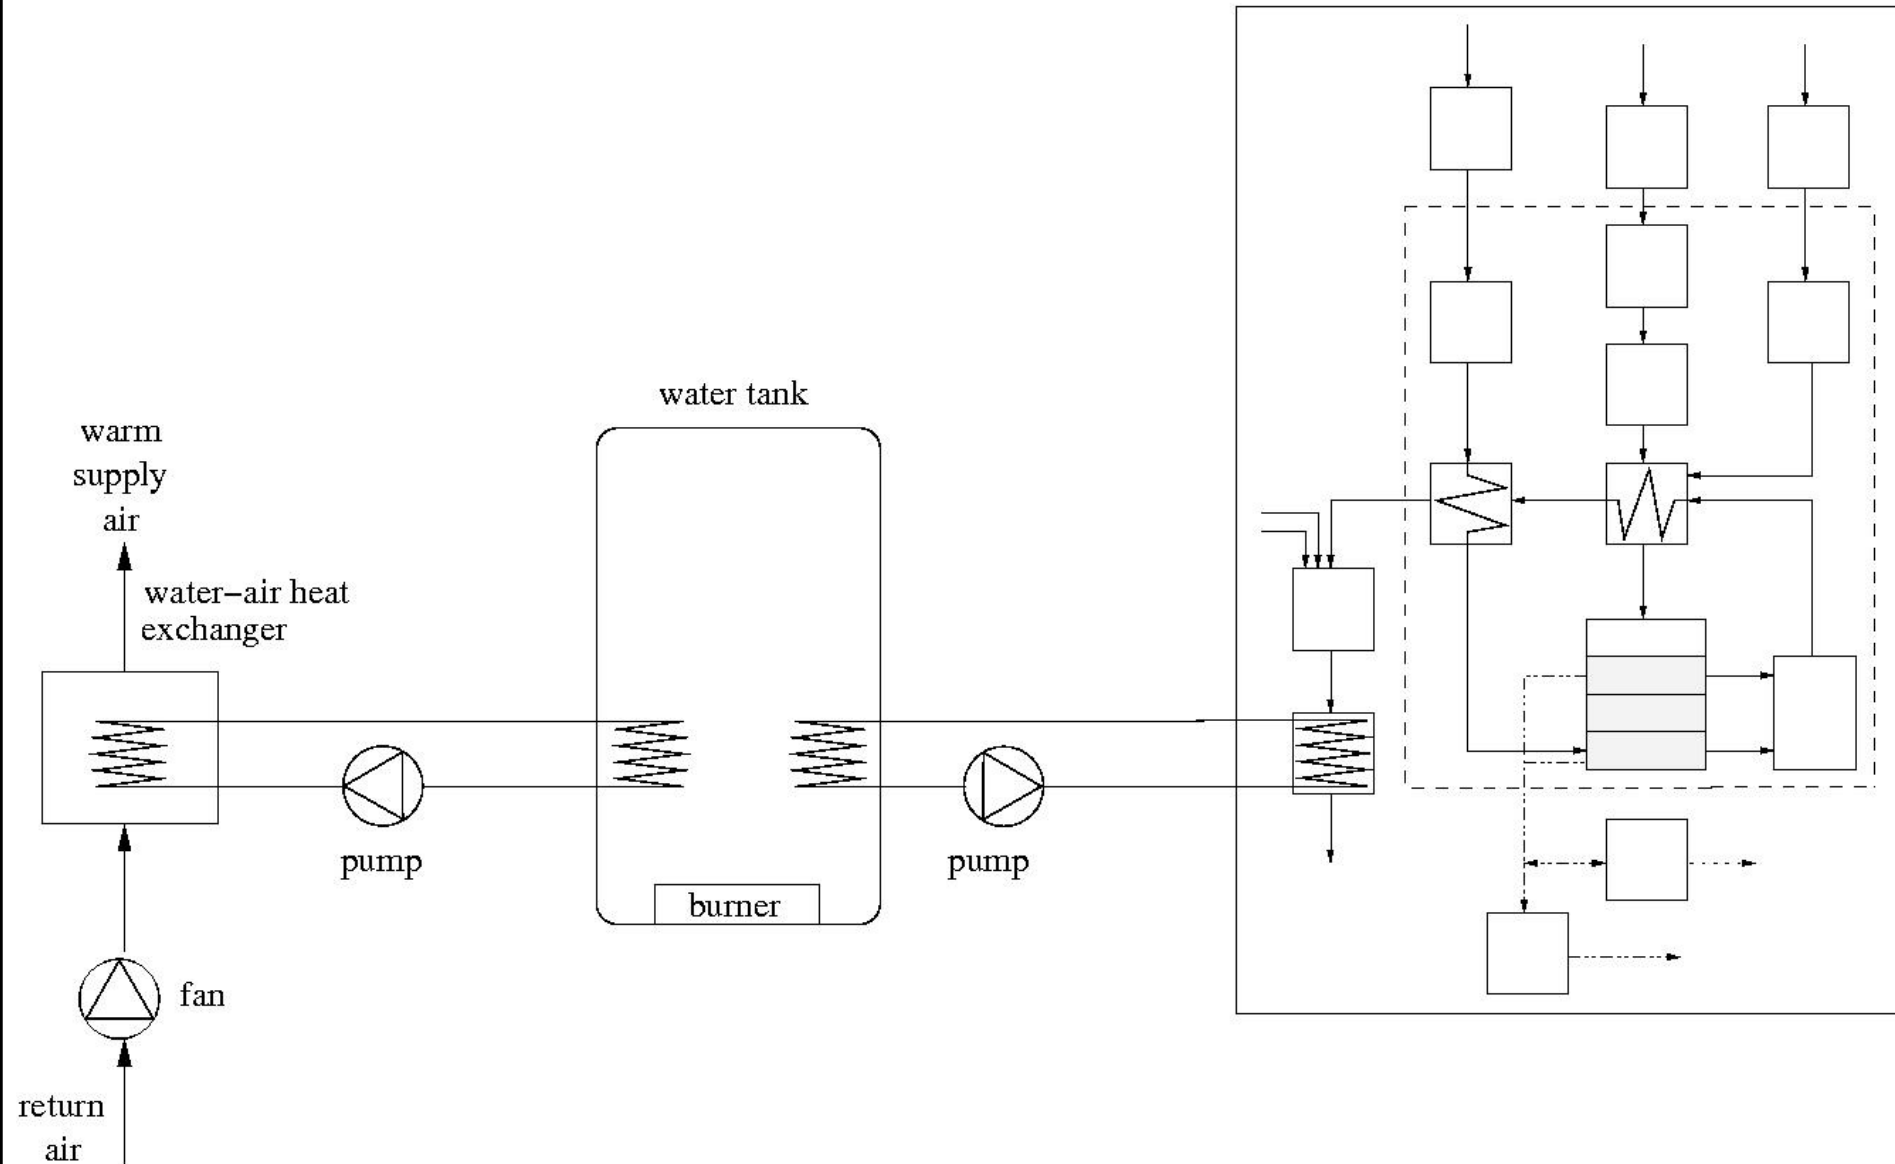 water tank
warm
supply
air
water-air heat
exchanger
pump
pump
burner
fan
return
air